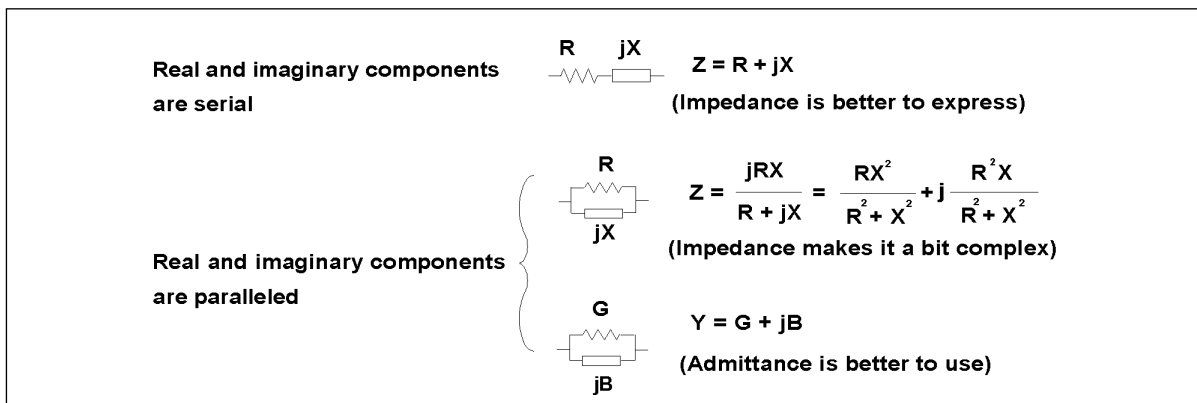 R jX
Real and imaginary components
are serial
Z = R + jX
(Impedance is better to express)
R
jX
Z = jRX / (R + jX) = RX² / (R² + X²) + j R²X / (R² + X²)
(Impedance makes it a bit complex)
Real and imaginary components
are paralleled
G
jB
Y = G + jB
(Admittance is better to use)